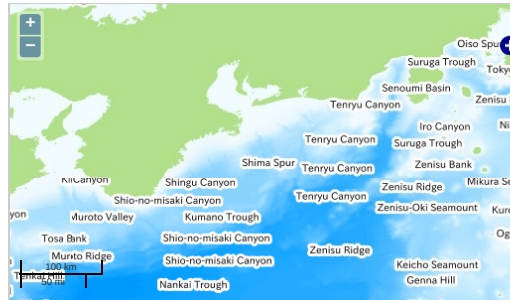 +
−
Oiso Spur
Suruga Trough
Senoumi Basin
Zenisu
Tenryu Canyon
Iro Canyon
Tenryu Canyon
Suruga Trough
Shima Spur
Tenryu Canyon
Zenisu Bank
Canyon
Shingu Canyon
Zenisu Ridge
Mikura
Shio-no-misaki Canyon
Tenryu Canyon
Zenisu-Oki Seamount
Muroto Valley
Kumano Trough
Tosa Bank
Shio-no-misaki Canyon
Zenisu Ridge
Muroto Ridge
Shio-no-misaki Canyon
Keicho Seamount
100 km
Tenkai Hill
Genna Hill
50 mi
Nankai Trough